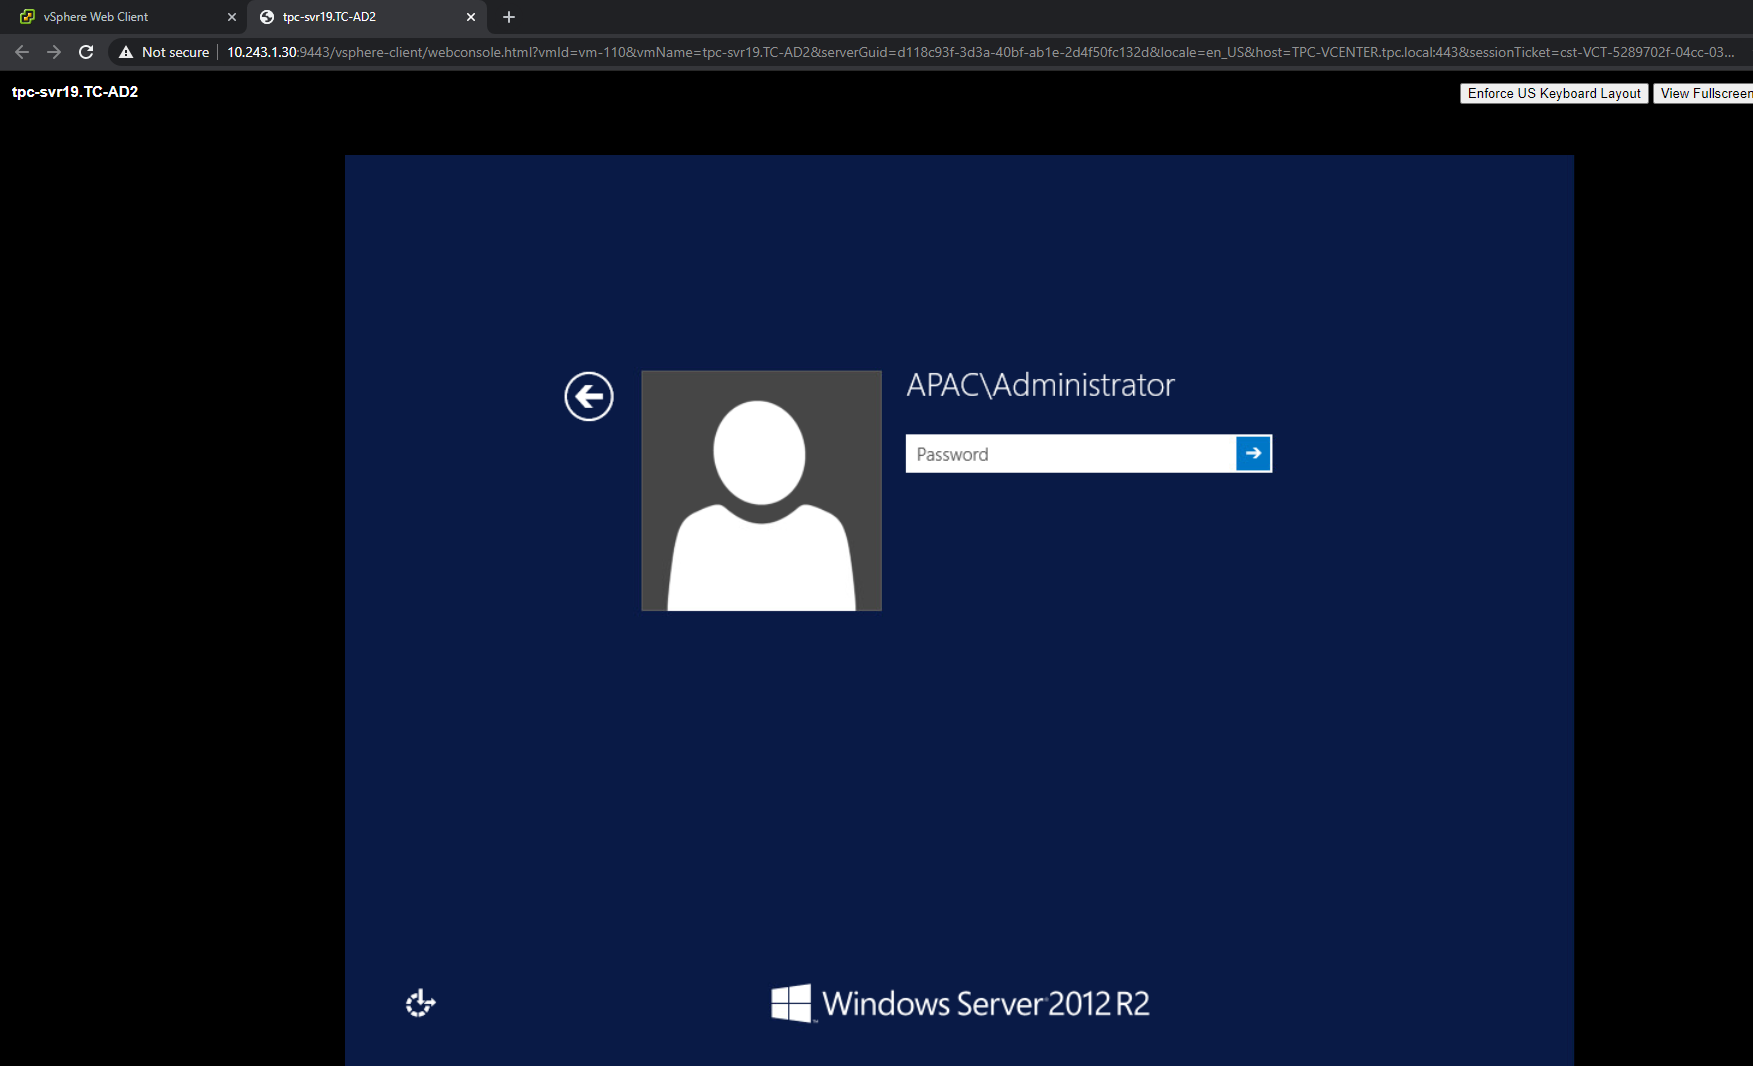 vSphere Web Client
tpc-svr19.TC-AD2
Not secure
10.243.1.30:9443/vsphere-client/webconsole.html?vmId=vm-110&vmName=tpc-svr19.TC-AD2&serverGuid=d118c93f-3d3a-40bf-ab1e-2d4f50fc132d&locale=en_US&host=TPC-VCENTER.tpc.local:443&sessionTicket=cst-VCT-5289702f-04cc-03...
tpc-svr19.TC-AD2
Enforce US Keyboard Layout
View Fullscreen
APAC\Administrator
Password
Windows Server 2012 R2